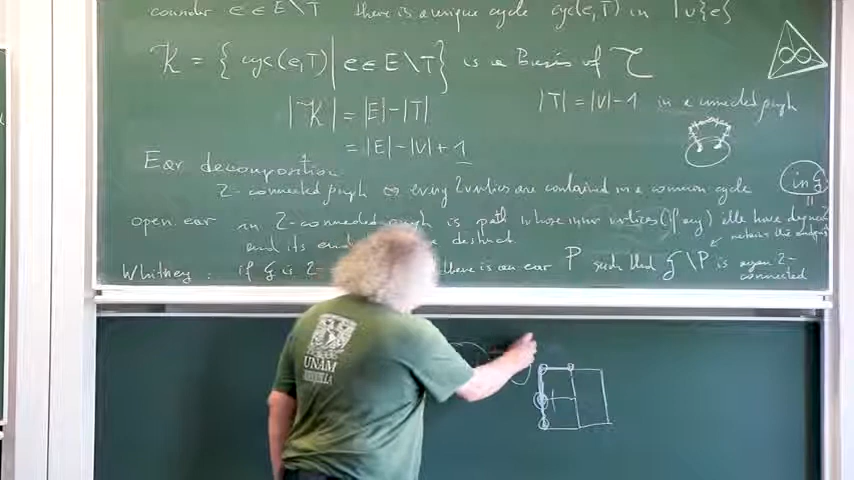 consider e ∈ E\T there is a unique cycle cyc(e,T) in T∪{e}
K = { cyc(e,T) | e ∈ E\T } is a Basis of C
|K| = |E|-|T| |T| = |V|-1 in a connected graph
= |E|-|V|+1
Ear decomposition
2-connected graph ⇔ every 2 vertices are contained in a common cycle in G
open ear in 2-connected graph is path whose inner vertices (if any) all have degree
and its end distinct.
Whitney : if G is 2- there is an ear P such that G\P is again 2-connected
UNAM